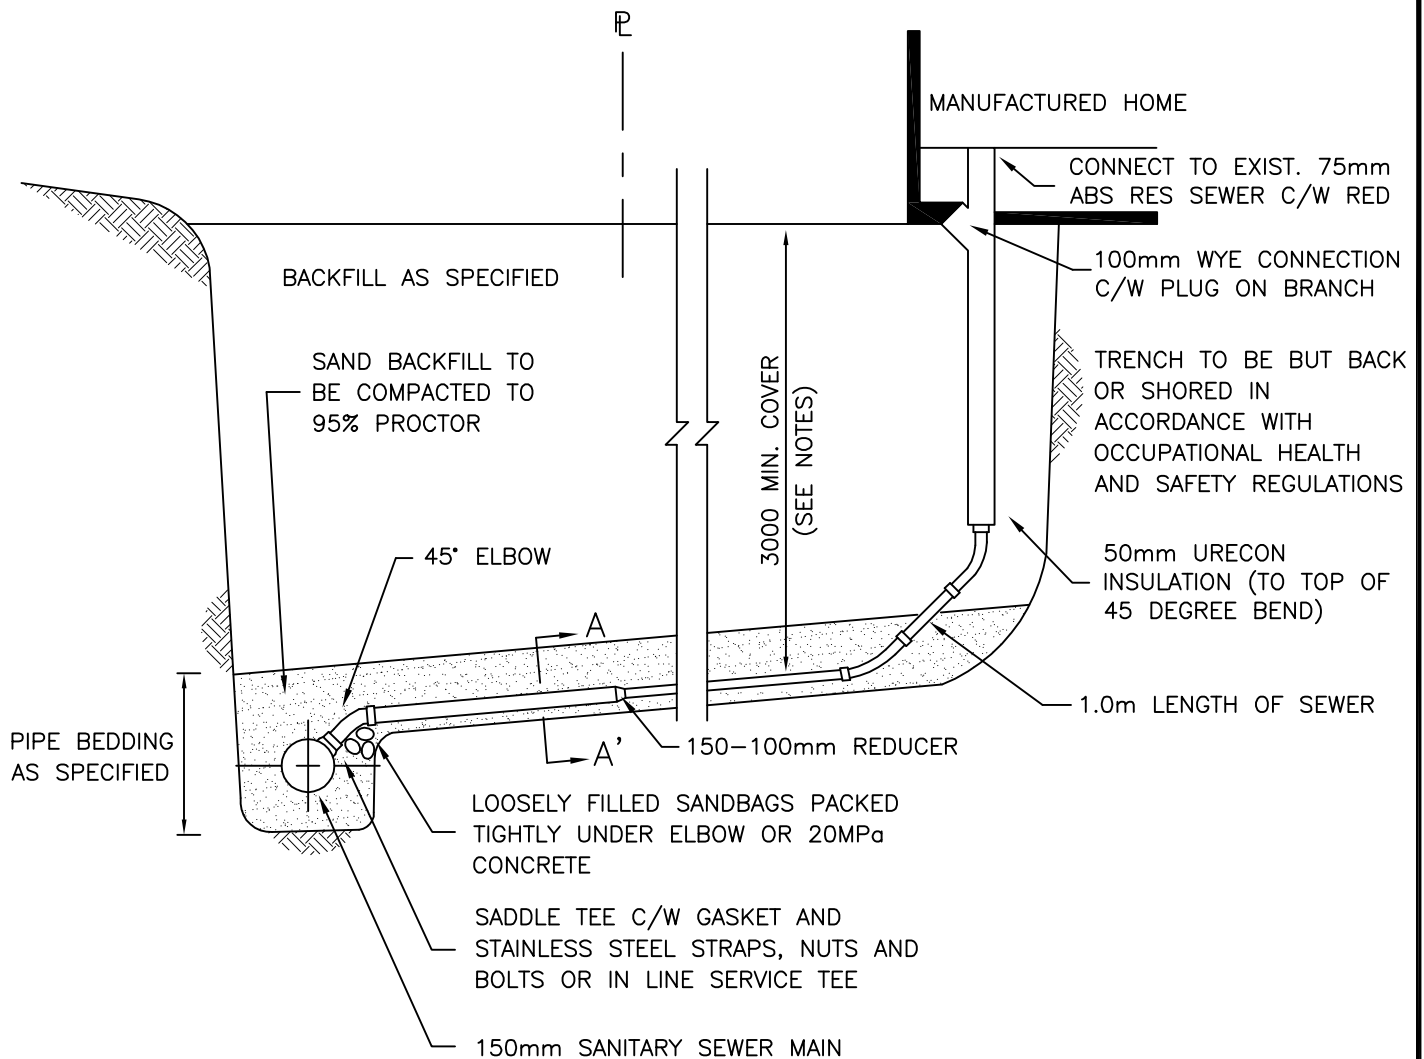 ℄
MANUFACTURED HOME
CONNECT TO EXIST. 75mm
ABS RES SEWER C/W RED
100mm WYE CONNECTION
C/W PLUG ON BRANCH
BACKFILL AS SPECIFIED
SAND BACKFILL TO
BE COMPACTED TO
95% PROCTOR
3000 MIN. COVER
(SEE NOTES)
TRENCH TO BE BUT BACK
OR SHORED IN
ACCORDANCE WITH
OCCUPATIONAL HEALTH
AND SAFETY REGULATIONS
45° ELBOW
50mm URECON
INSULATION (TO TOP OF
45 DEGREE BEND)
A
1.0m LENGTH OF SEWER
PIPE BEDDING
AS SPECIFIED
A'
150-100mm REDUCER
LOOSELY FILLED SANDBAGS PACKED
TIGHTLY UNDER ELBOW OR 20MPa
CONCRETE
SADDLE TEE C/W GASKET AND
STAINLESS STEEL STRAPS, NUTS AND
BOLTS OR IN LINE SERVICE TEE
150mm SANITARY SEWER MAIN